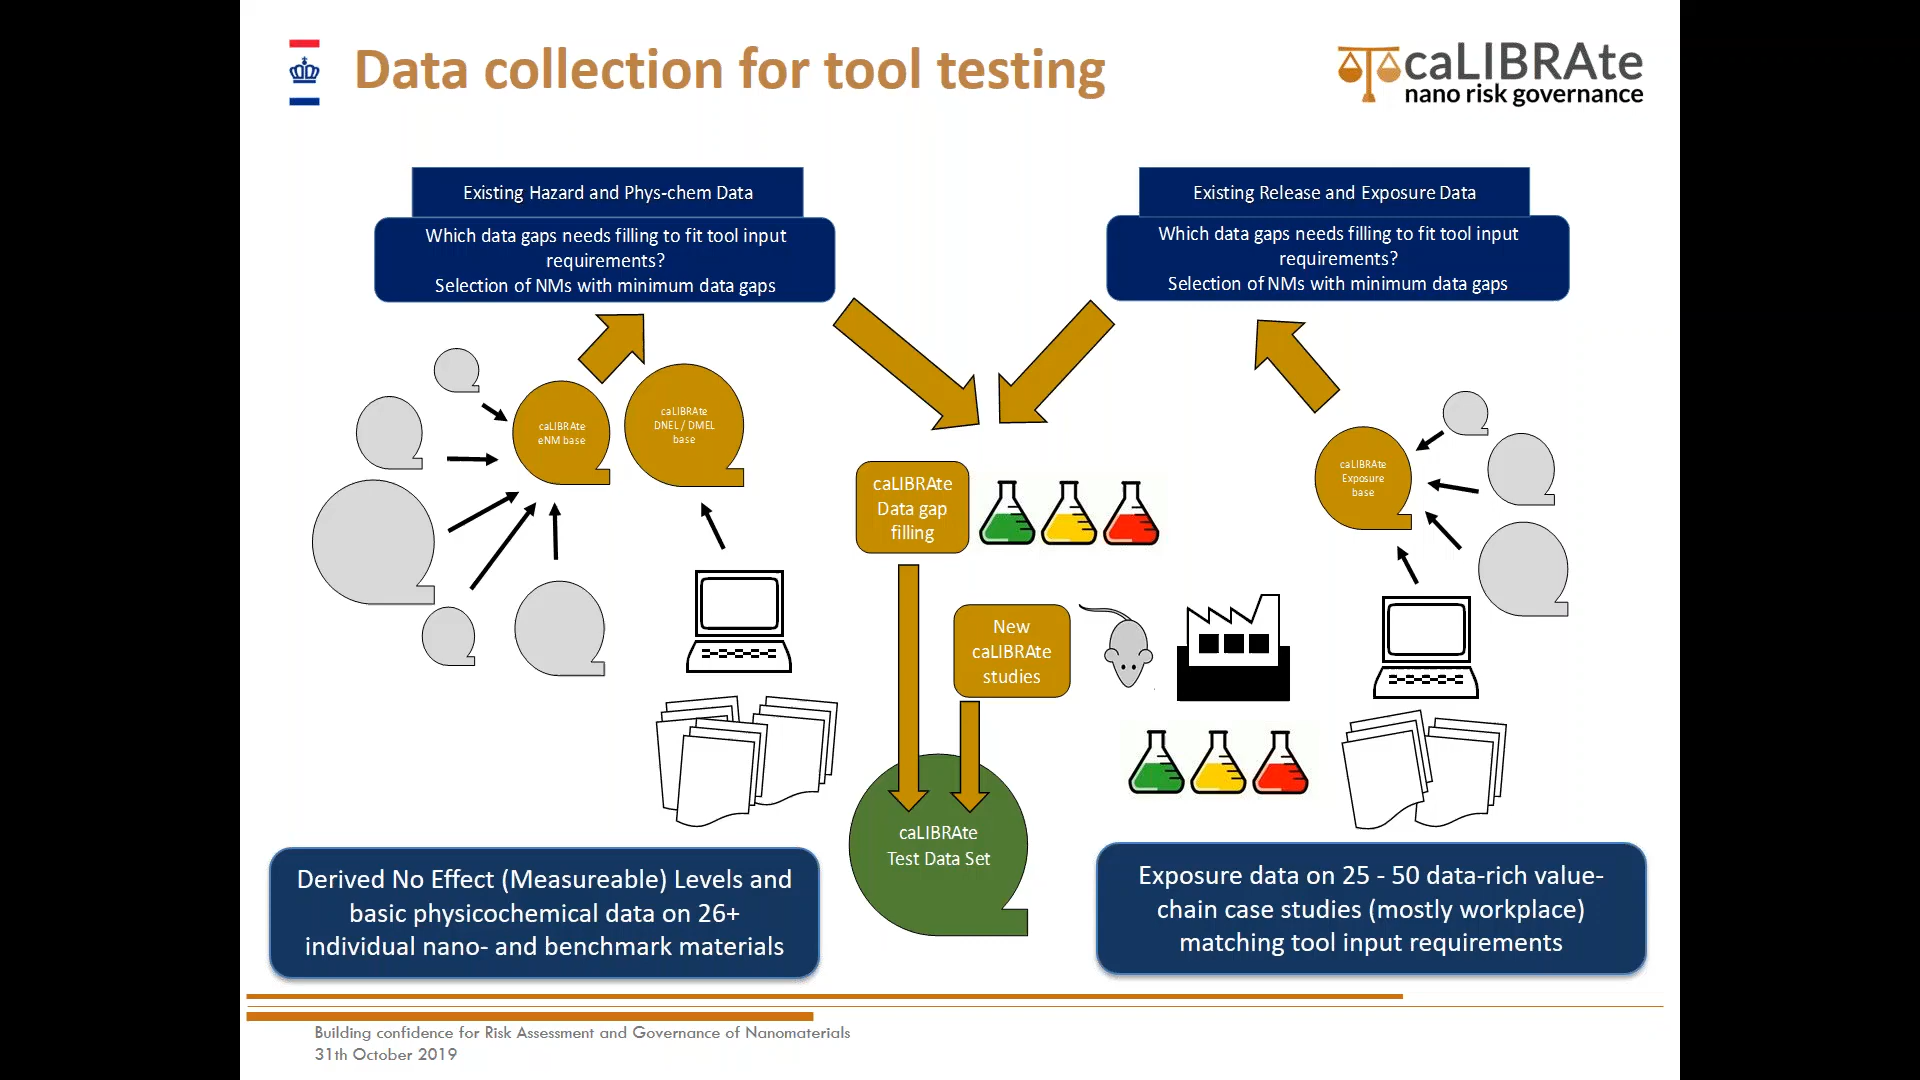 Data collection for tool testing
caLIBRAte
nano risk governance
Existing Hazard and Phys-chem Data
Which data gaps needs filling to fit tool input
requirements?
Selection of NMs with minimum data gaps
Existing Release and Exposure Data
Which data gaps needs filling to fit tool input
requirements?
Selection of NMs with minimum data gaps
caLIBRAte
eNM base
caLIBRAte
DNEL / DMEL
base
caLIBRAte
Exposure
base
caLIBRAte
Data gap
filling
New
caLIBRAte
studies
caLIBRAte
Test Data Set
Derived No Effect (Measureable) Levels and
basic physicochemical data on 26+
individual nano- and benchmark materials
Exposure data on 25 - 50 data-rich value-
chain case studies (mostly workplace)
matching tool input requirements
Building confidence for Risk Assessment and Governance of Nanomaterials
31th October 2019